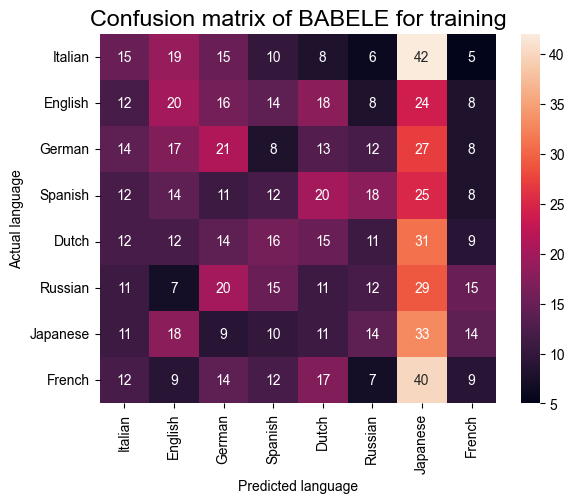 Confusion matrix of BABELE for training
Actual language
Italian 15 19 15 10 8 6 42 5
English 12 20 16 14 18 8 24 8
German 14 17 21 8 13 12 27 8
Spanish 12 14 11 12 20 18 25 8
Dutch 12 12 14 16 15 11 31 9
Russian 11 7 20 15 11 12 29 15
Japanese 11 18 9 10 11 14 33 14
French 12 9 14 12 17 7 40 9
Italian English German Spanish Dutch Russian Japanese French
Predicted language
40
35
30
25
20
15
10
5